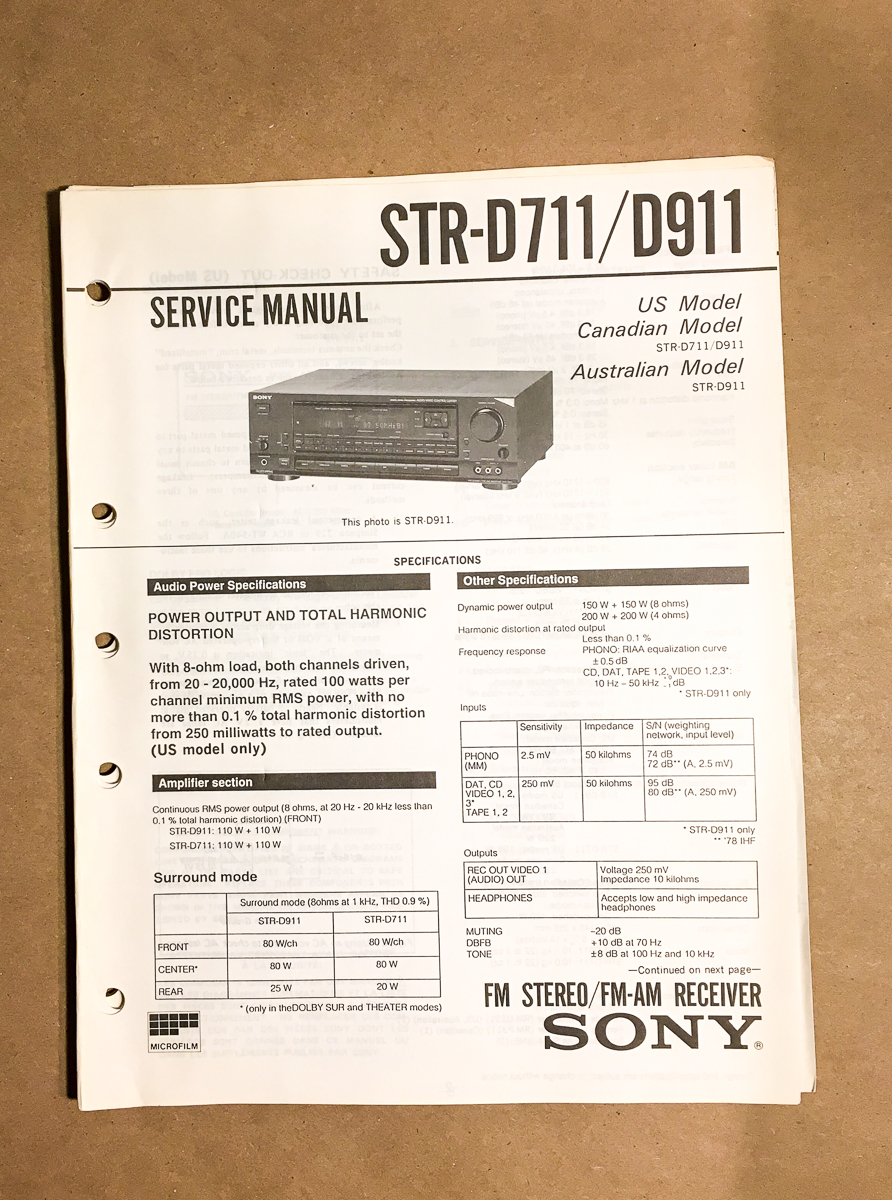 STR-D711/D911
SERVICE MANUAL
US Model
Canadian Model
STR-D711/D911
Australian Model
STR-D911
SONY
This photo is STR-D911.
SPECIFICATIONS
Audio Power Specifications
POWER OUTPUT AND TOTAL HARMONIC
DISTORTION
With 8-ohm load, both channels driven,
from 20 - 20,000 Hz, rated 100 watts per
channel minimum RMS power, with no
more than 0.1 % total harmonic distortion
from 250 milliwatts to rated output.
(US model only)
Amplifier section
Continuous RMS power output (8 ohms, at 20 Hz - 20 kHz less than
0.1 % total harmonic distortion) (FRONT)
STR-D911: 110 W + 110 W
STR-D711: 110 W + 110 W
Surround mode
Surround mode (8ohms at 1 kHz, THD 0.9 %)
STR-D911 STR-D711
FRONT 80 W/ch 80 W/ch
CENTER* 80 W 80 W
REAR 25 W 20 W
* (only in theDOLBY SUR and THEATER modes)
MICROFILM
Other Specifications
Dynamic power output 150 W + 150 W (8 ohms)
200 W + 200 W (4 ohms)
Harmonic distortion at rated output
Less than 0.1 %
Frequency response PHONO: RIAA equalization curve
±0.5 dB
CD, DAT, TAPE 1,2, VIDEO 1,2,3*:
10 Hz – 50 kHz dB
* STR-D911 only
Inputs
Sensitivity Impedance S/N (weighting
network, input level)
PHONO
(MM) 2.5 mV 50 kilohms 74 dB
72 dB** (A, 2.5 mV)
DAT, CD
VIDEO 1, 2,
3*
TAPE 1, 2 250 mV 50 kilohms 95 dB
80 dB** (A, 250 mV)
* STR-D911 only
** '78 IHF
Outputs
REC OUT VIDEO 1
(AUDIO) OUT Voltage 250 mV
Impedance 10 kilohms
HEADPHONES Accepts low and high impedance
headphones
MUTING –20 dB
DBFB +10 dB at 70 Hz
TONE ±8 dB at 100 Hz and 10 kHz
—Continued on next page—
FM STEREO/FM-AM RECEIVER
SONY®